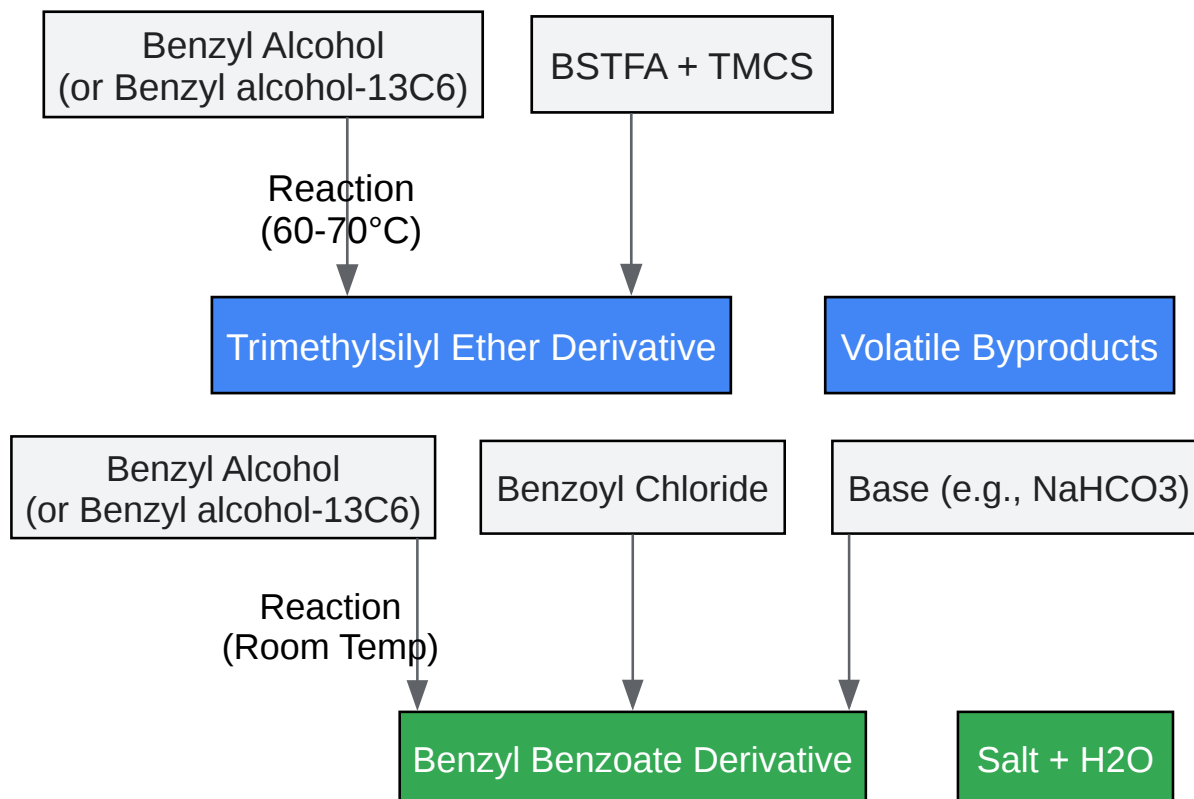 Benzyl Alcohol
(or Benzyl alcohol-13C6)
BSTFA + TMCS
Reaction
(60-70°C)
Trimethylsilyl Ether Derivative
Volatile Byproducts
Benzyl Alcohol
(or Benzyl alcohol-13C6)
Benzoyl Chloride
Base (e.g., NaHCO3)
Reaction
(Room Temp)
Benzyl Benzoate Derivative
Salt + H2O